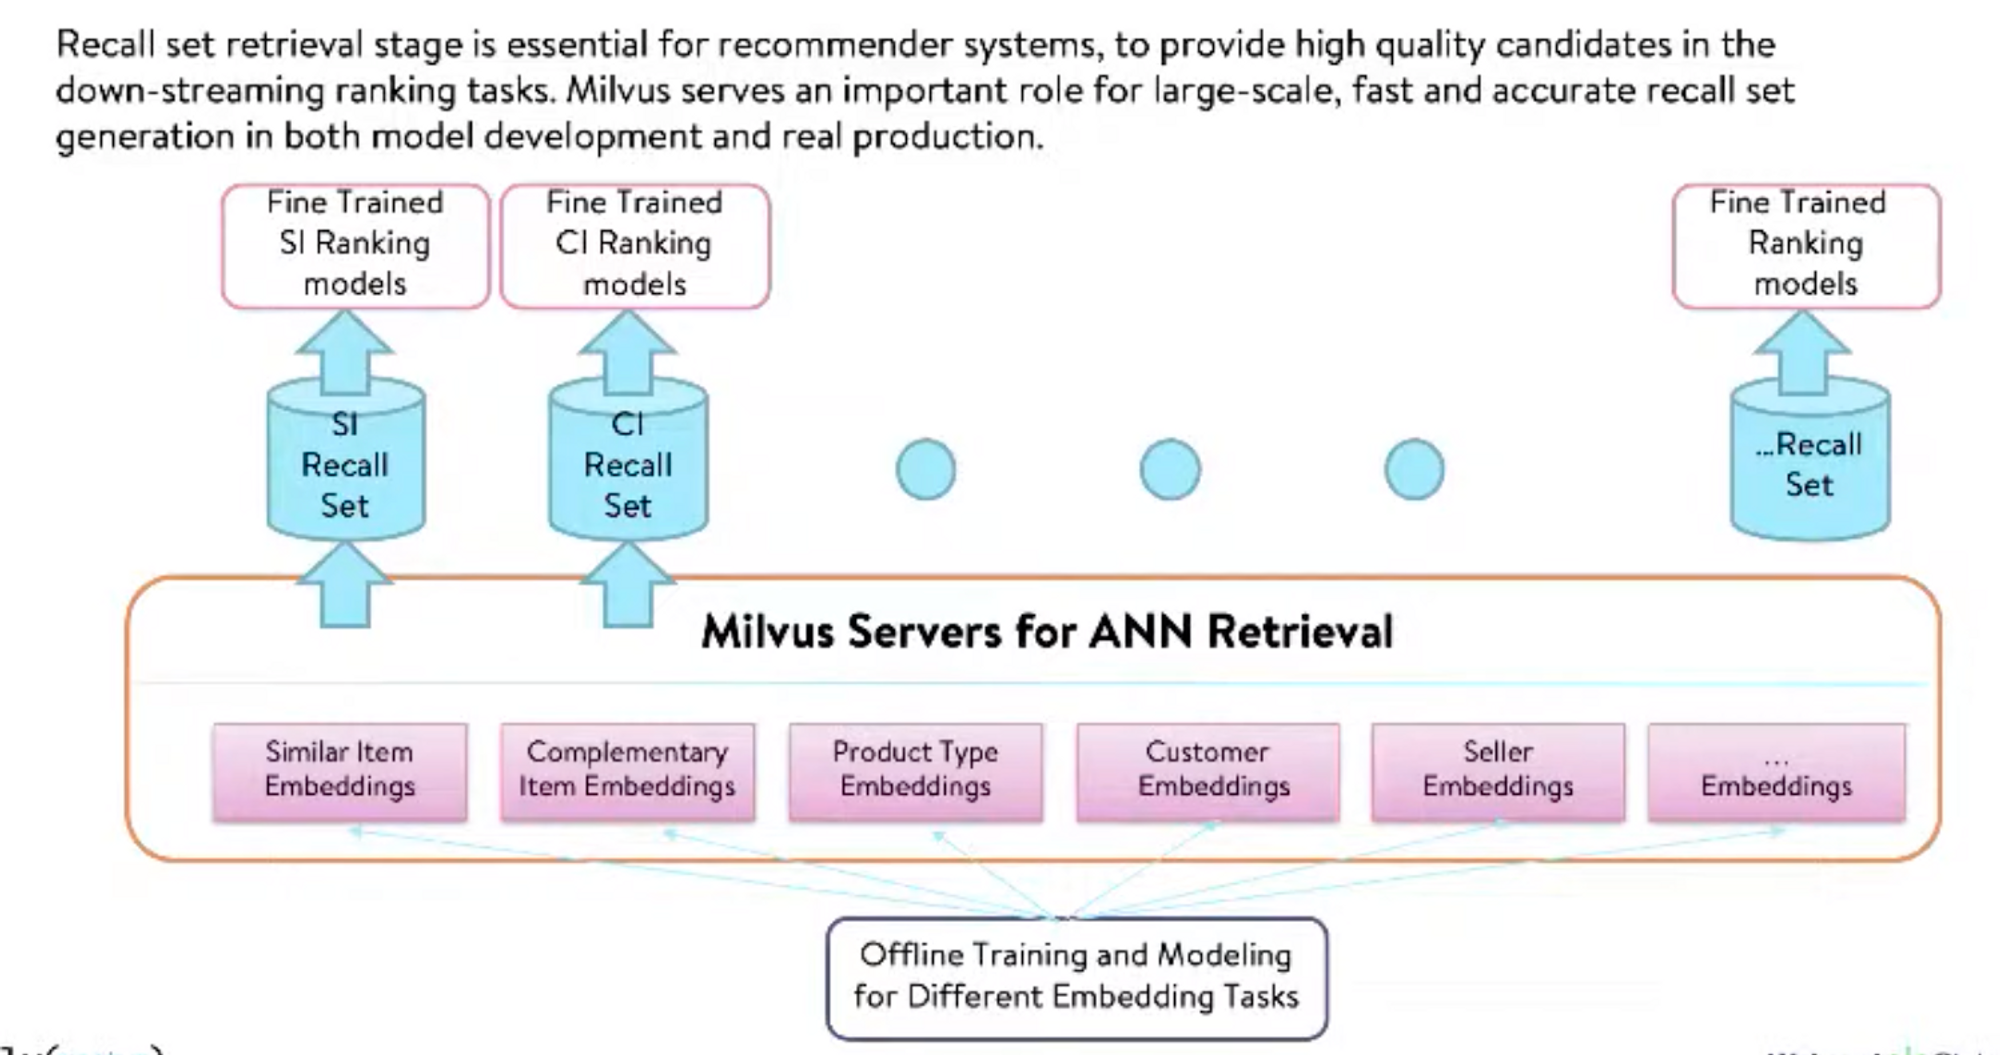 Recall set retrieval stage is essential for recommender systems, to provide high quality candidates in the
down-streaming ranking tasks. Milvus serves an important role for large-scale, fast and accurate recall set
generation in both model development and real production.
Fine Trained
SI Ranking
models
Fine Trained
CI Ranking
models
Fine Trained
Ranking
models
SI
Recall
Set
CI
Recall
Set
...Recall
Set
Milvus Servers for ANN Retrieval
Similar Item
Embeddings
Complementary
Item Embeddings
Product Type
Embeddings
Customer
Embeddings
Seller
Embeddings
...
Embeddings
Offline Training and Modeling
for Different Embedding Tasks